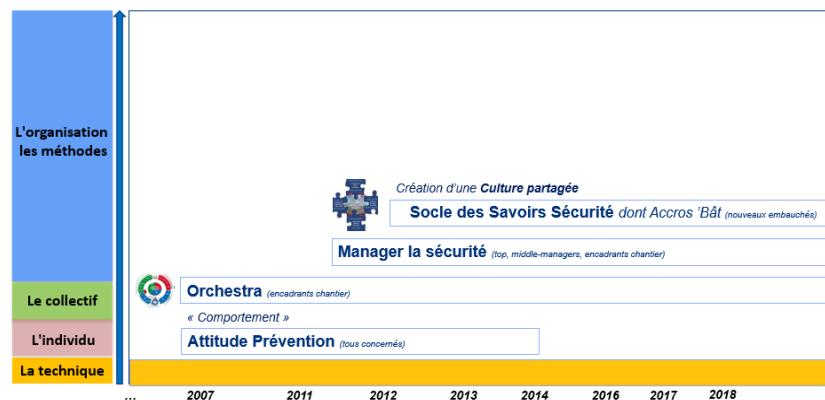 L'organisation
les méthodes
Création d'une Culture partagée
Socle des Savoirs Sécurité dont Accros 'Bât (nouveaux embauchés)
Manager la sécurité (top, middle-managers, encadrants chantier)
Le collectif
Orchestra (encadrants chantier)
« Comportement »
L'individu
Attitude Prévention (tous concernés)
La technique
... 2007 2011 2012 2013 2014 2016 2017 2018